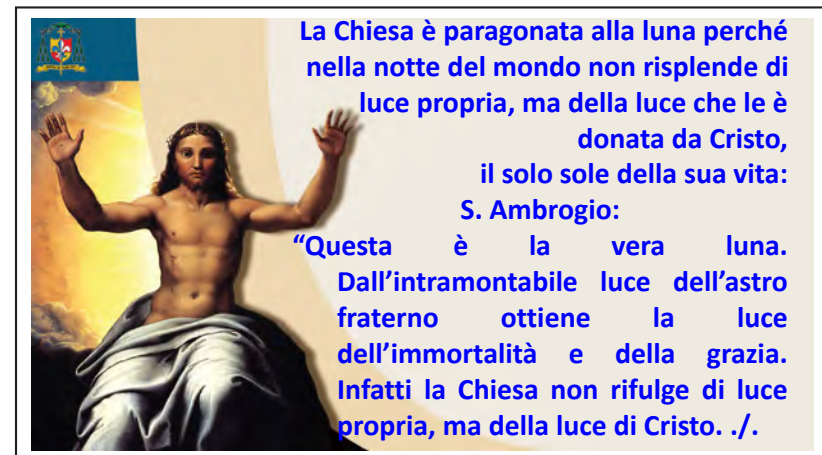 La Chiesa è paragonata alla luna perché
nella notte del mondo non risplende di
luce propria, ma della luce che le è
donata da Cristo,
il solo sole della sua vita:
S. Ambrogio:
“Questa è la vera luna.
Dall’intramontabile luce dell’astro
fraterno ottiene la luce
dell’immortalità e della grazia.
Infatti la Chiesa non rifulge di luce
propria, ma della luce di Cristo. ./.